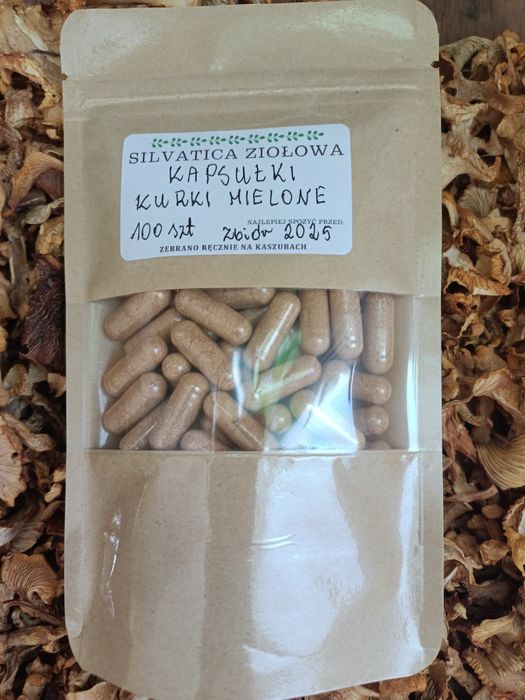 SILVATICA ZIOŁOWA
KAPSUŁKI
KURKI MIELONE
NAJLEPIEJ SPOŻYĆ PRZED:
100 szt zbiór 2025
ZEBRANO RĘCZNIE NA KASZUBACH